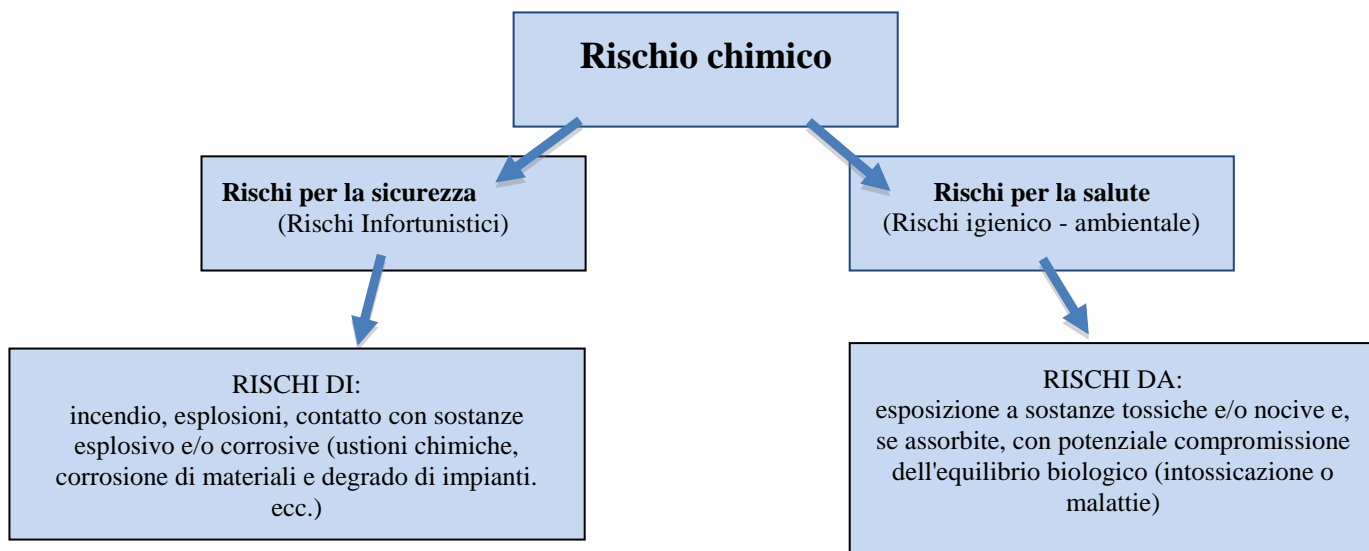 Rischio chimico
Rischi per la sicurezza
(Rischi Infortunistici)
Rischi per la salute
(Rischi igienico - ambientale)
RISCHI DI:
incendio, esplosioni, contatto con sostanze
esplosivo e/o corrosive (ustioni chimiche,
corrosione di materiali e degrado di impianti.
ecc.)
RISCHI DA:
esposizione a sostanze tossiche e/o nocive e,
se assorbite, con potenziale compromissione
dell'equilibrio biologico (intossicazione o
malattie)